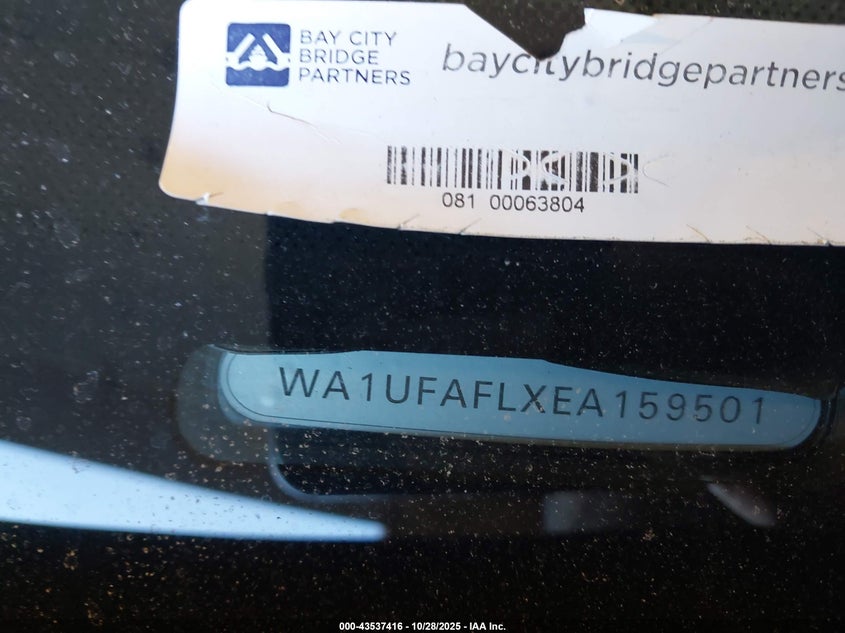 BAY CITY
BRIDGE
PARTNERS
baycitybridgepartners
081 00063804
WA1UFAFLXEA159501
000-43537416 - 10/28/2025 - IAA Inc.